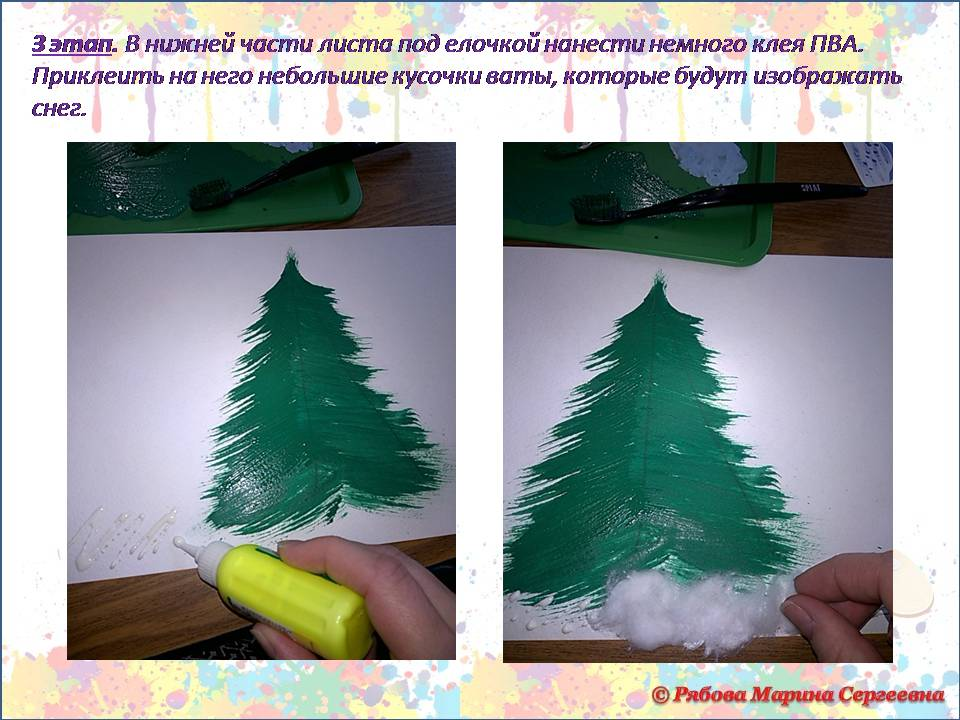 3 этап. В нижней части листа под елочкой нанести немного клея ПВА.
Приклеить на него небольшие кусочки ваты, которые будут изображать
снег.
SPLAT
© Рябова Марина Сергеевна